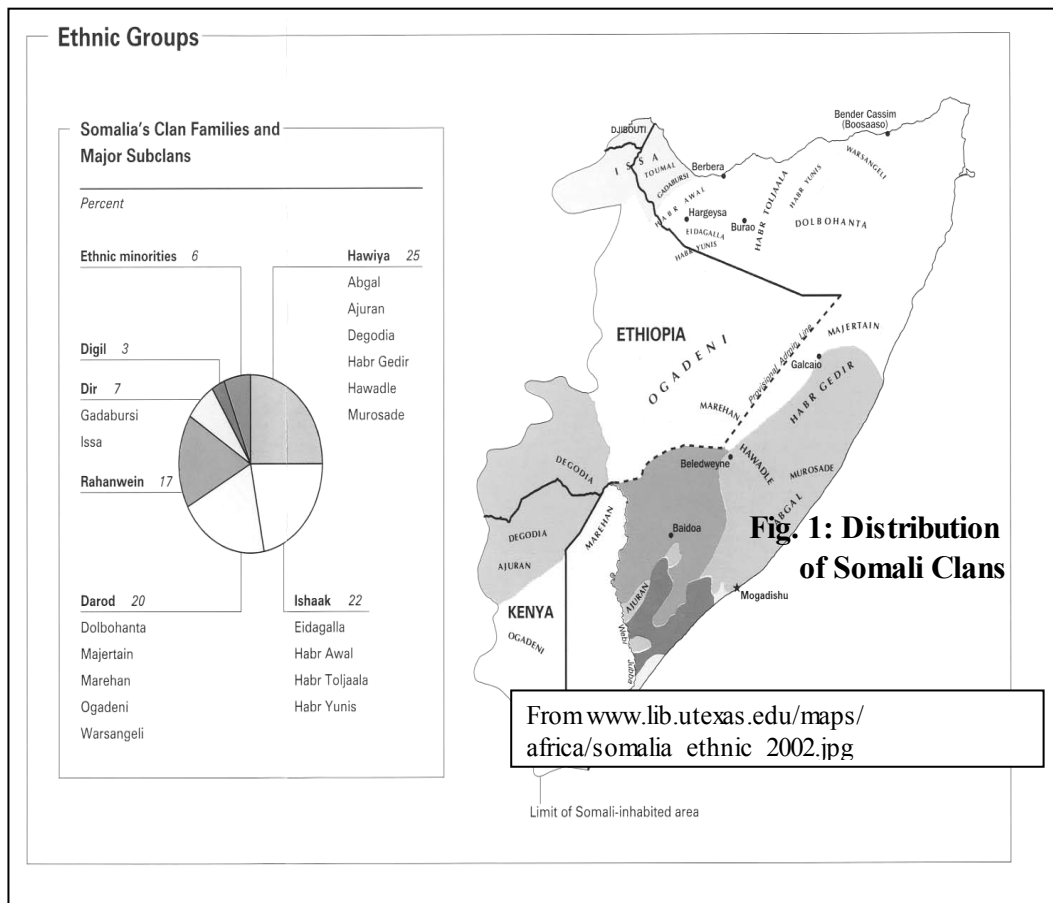 Ethnic Groups
Somalia's Clan Families and
Major Subclans
Percent
Ethnic minorities 6
Hawiya 25
Abgal
Ajuran
Degodia
Habr Gedir
Hawadle
Murosade
Digil 3
Dir 7
Gadabursi
Issa
Rahanwein 17
Darod 20
Dolbohanta
Majertain
Marehan
Ogadeni
Warsangeli
Ishaak 22
Eidagalla
Habr Awal
Habr Toljaala
Habr Yunis
DJIBOUTI
ISSA
TOUMAL
GADABURSI
HABR AWAL
Berbera
Bender Cassim
(Boosaaso)
WARSANGELI
HABR YUNIS
HABR TOLJAALA
DOLBOHANTA
Hargeysa
Burao
EIDAGALLA
HABR YUNIS
ETHIOPIA
OGADENI
Provisional Admin. Line
MAJERTAIN
Galcaio
HABR GEDIR
MAREHAN
Beledweyne
HAWADLE
MUROSADE
ABGAL
DEGODIA
DEGODIA
AJURAN
MAREHAN
Baidoa
AJURAN
Mogadishu
KENYA
OGADENI
Webi
Jubba
Fig. 1: Distribution
of Somali Clans
From www.lib.utexas.edu/maps/
africa/somalia_ethnic_2002.jpg
Limit of Somali-inhabited area